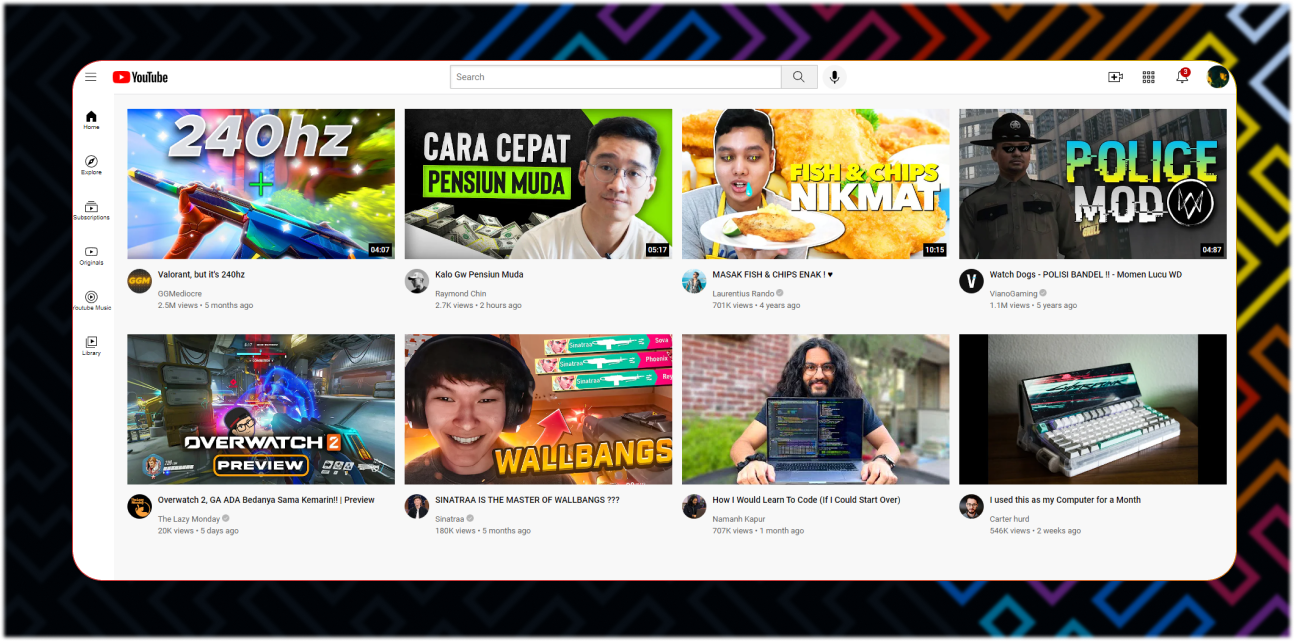 YouTube
Search
3
Home
Explore
Subscriptions
Originals
Youtube Music
Library
240hz
04:07
GGM
Valorant, but it's 240hz
GGMediocre
2.5M views • 5 months ago
CARA CEPAT
PENSIUN MUDA
05:17
Kalo Gw Pensiun Muda
Raymond Chin
2.7K views • 2 hours ago
FISH & CHIPS
NIKMAT
10:15
MASAK FISH & CHIPS ENAK ! ♥
Laurentius Rando
701K views • 4 years ago
POLICE
MOD
04:87
V
Watch Dogs - POLISI BANDEL !! - Momen Lucu WD
VianoGaming
1.1M views • 5 years ago
OVERWATCH 2
PREVIEW
Overwatch 2, GA ADA Bedanya Sama Kemarin!! | Preview
The Lazy Monday
20K views • 5 days ago
Sinatraa Sova
Sinatraa Phoenix
Sinatraa Rey
WALLBANGS
SINATRAA IS THE MASTER OF WALLBANGS ???
Sinatraa
180K views • 5 months ago
How I Would Learn To Code (If I Could Start Over)
Namanh Kapur
707K views • 1 month ago
I used this as my Computer for a Month
Carter hurd
546K views • 2 weeks ago